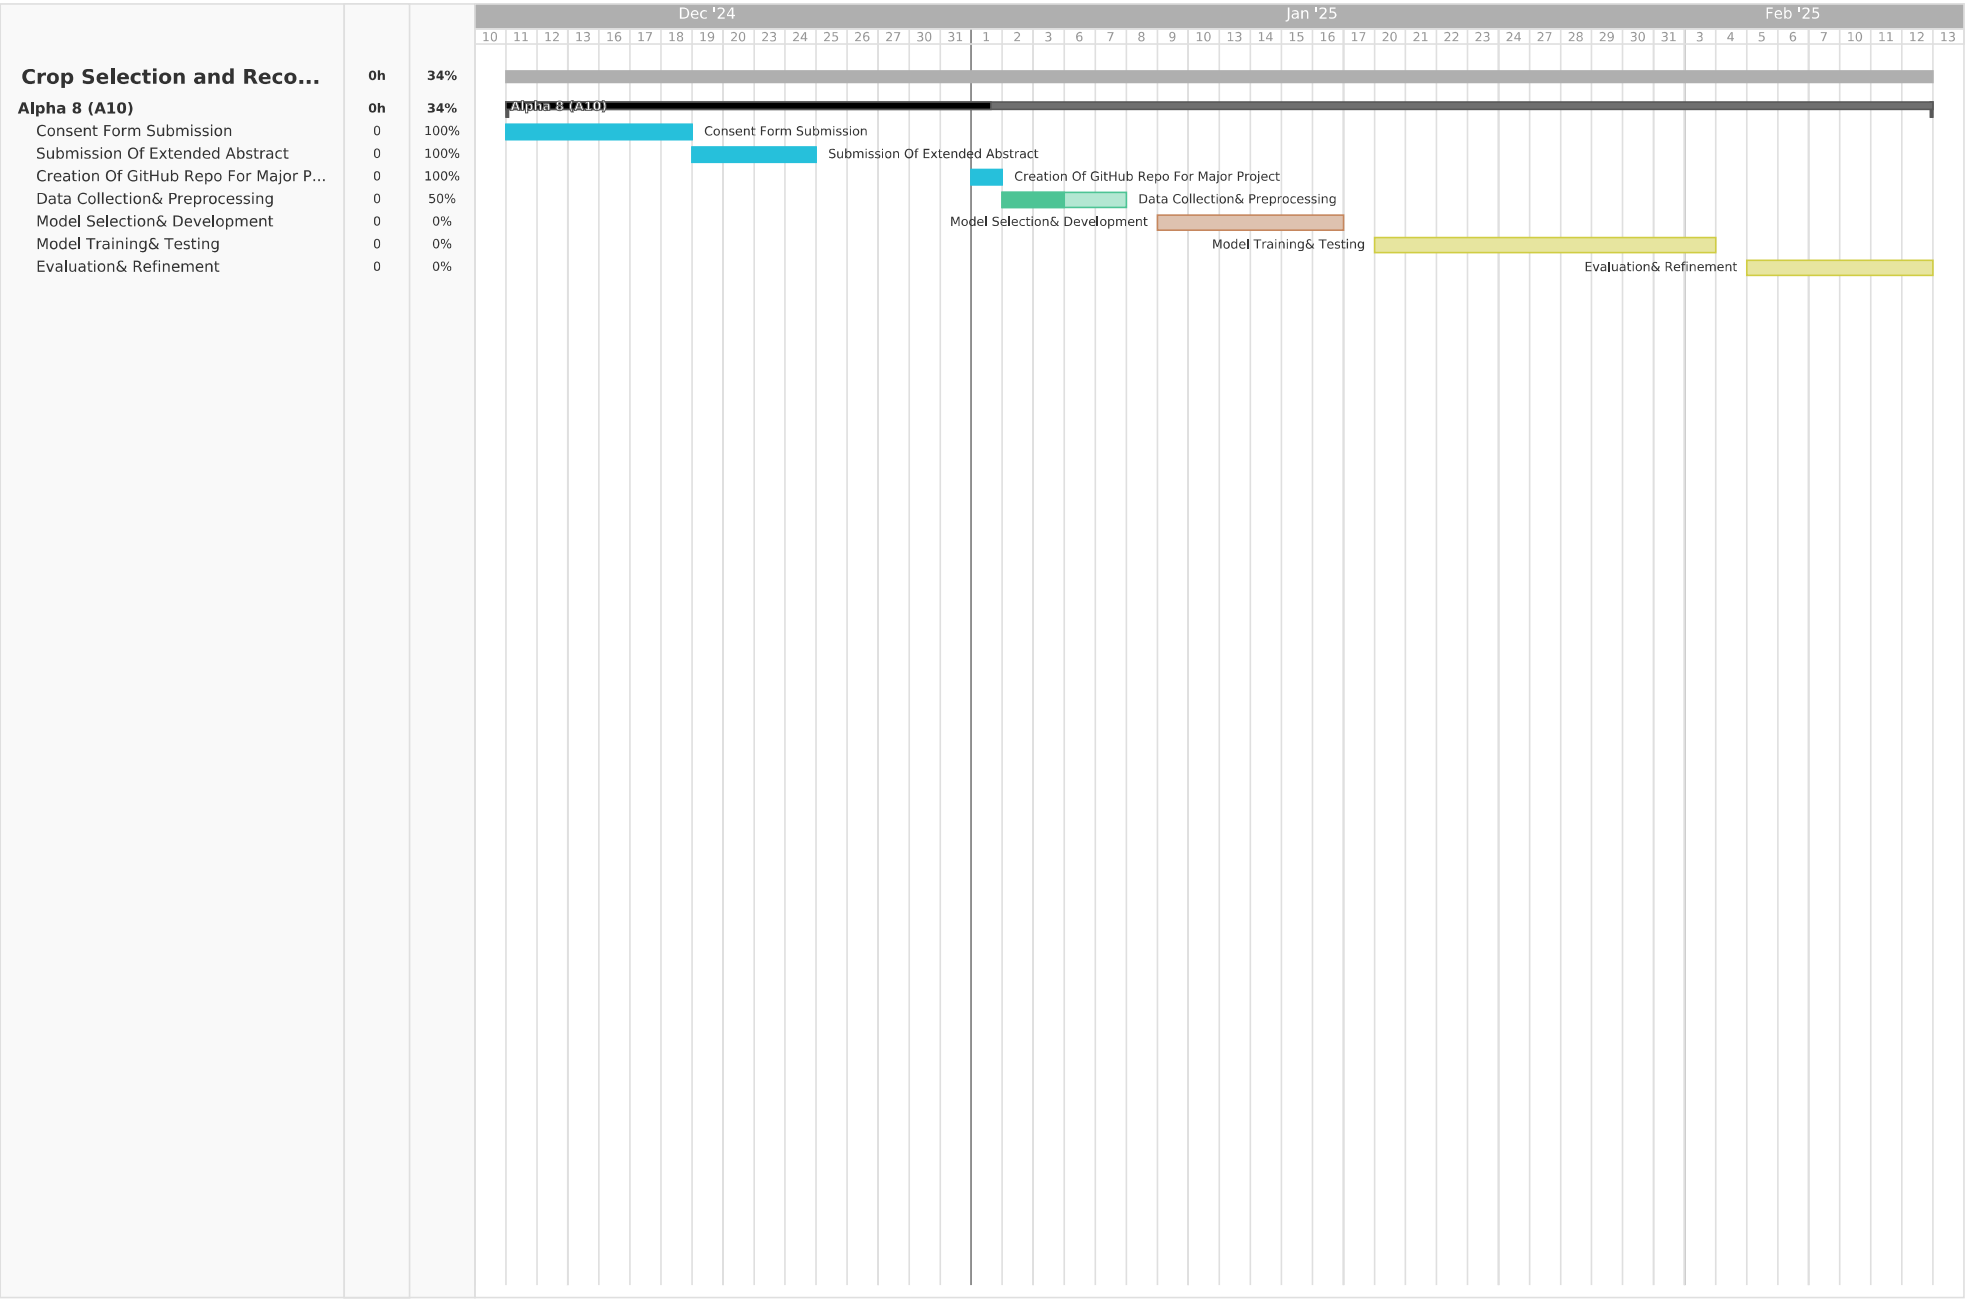 Dec '24 Jan '25 Feb '25
10 11 12 13 16 17 18 19 20 23 24 25 26 27 30 31 1 2 3 6 7 8 9 10 13 14 15 16 17 20 21 22 23 24 27 28 29 30 31 3 4 5 6 7 10 11 12 13
Crop Selection and Reco... 0h 34%
Alpha 8 (A10) 0h 34% Alpha 8 (A10)
Consent Form Submission 0 100% Consent Form Submission
Submission Of Extended Abstract 0 100% Submission Of Extended Abstract
Creation Of GitHub Repo For Major P... 0 100% Creation Of GitHub Repo For Major Project
Data Collection& Preprocessing 0 50% Data Collection& Preprocessing
Model Selection& Development 0 0% Model Selection& Development
Model Training& Testing 0 0% Model Training& Testing
Evaluation& Refinement 0 0% Evaluation& Refinement